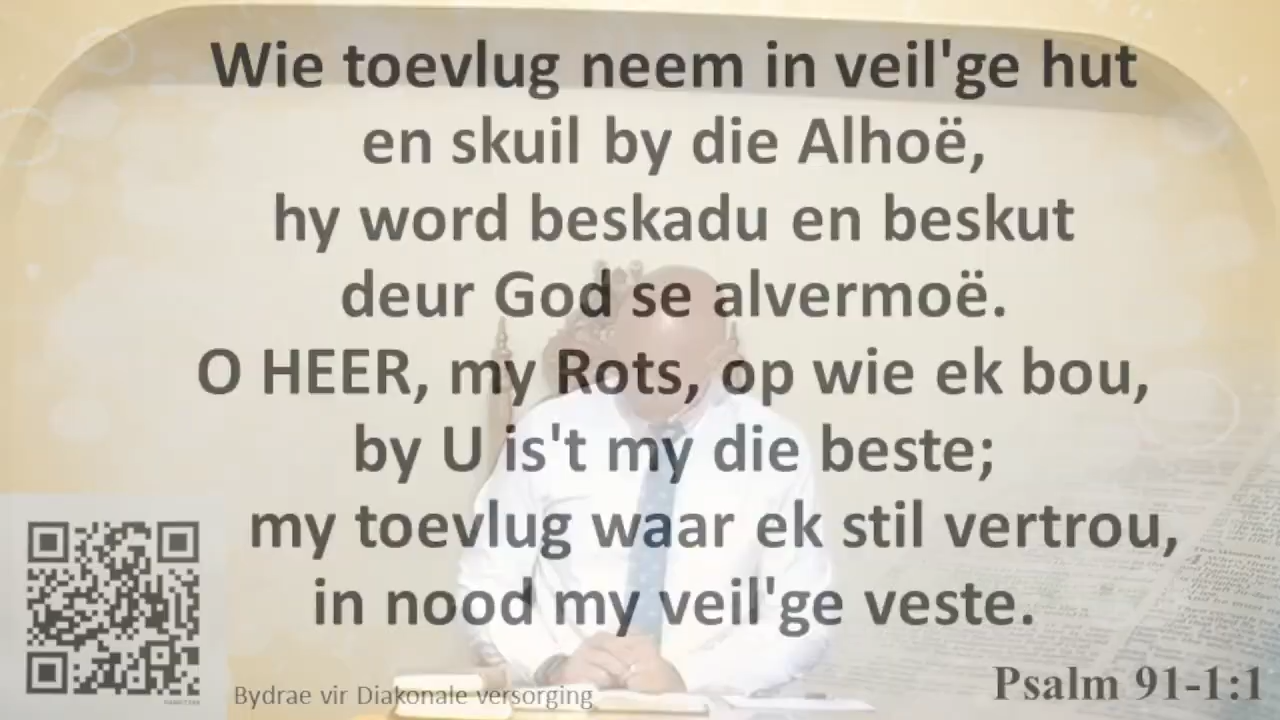 Wie toevlug neem in veil'ge hut
en skuil by die Alhoë,
hy word beskadu en beskut
deur God se alvermoë.
O HEER, my Rots, op wie ek bou,
by U is't my die beste;
my toevlug waar ek stil vertrou,
in nood my veil'ge veste.
Bydrae vir Diakonale versorging
Psalm 91-1:1